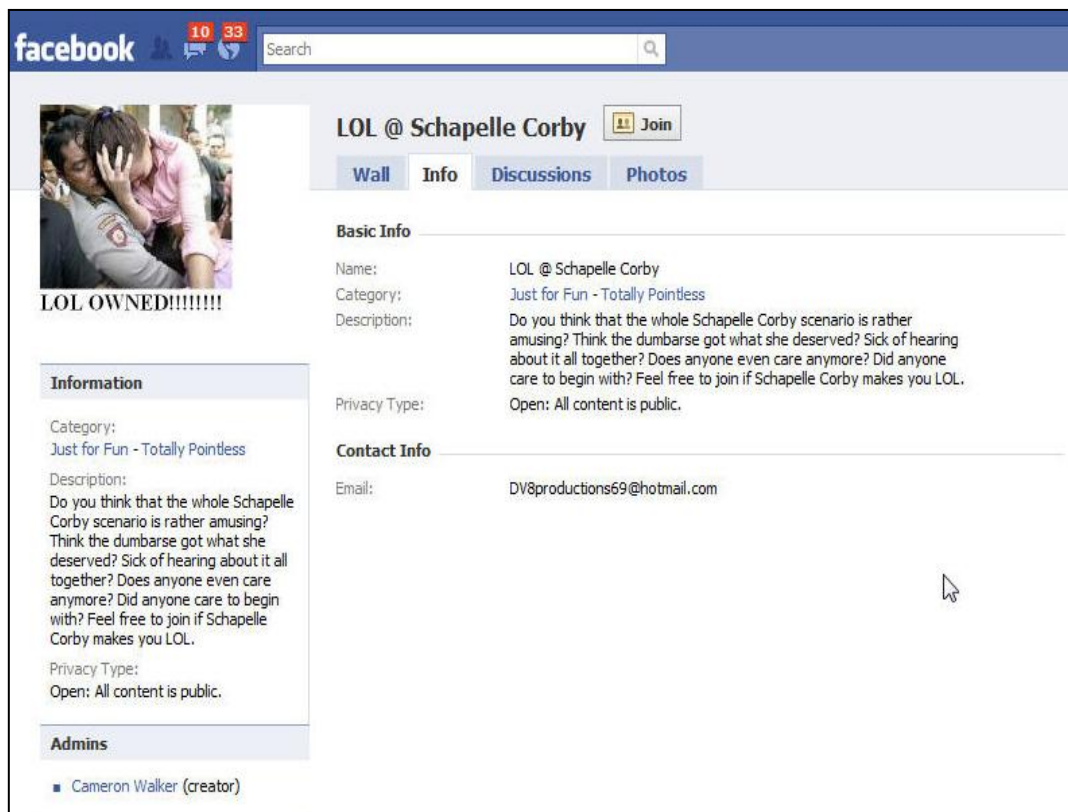 facebook
10
33
Search
LOL OWNED!!!!!!!!
LOL @ Schapelle Corby
Join
Wall Info Discussions Photos
Basic Info
Name: LOL @ Schapelle Corby
Category: Just for Fun - Totally Pointless
Description: Do you think that the whole Schapelle Corby scenario is rather
amusing? Think the dumbarse got what she deserved? Sick of hearing
about it all together? Does anyone even care anymore? Did anyone
care to begin with? Feel free to join if Schapelle Corby makes you LOL.
Privacy Type: Open: All content is public.
Contact Info
Email: DV8productions69@hotmail.com
Information
Category:
Just for Fun - Totally Pointless
Description:
Do you think that the whole Schapelle
Corby scenario is rather amusing?
Think the dumbarse got what she
deserved? Sick of hearing about it all
together? Does anyone even care
anymore? Did anyone care to begin
with? Feel free to join if Schapelle
Corby makes you LOL.
Privacy Type:
Open: All content is public.
Admins
Cameron Walker (creator)